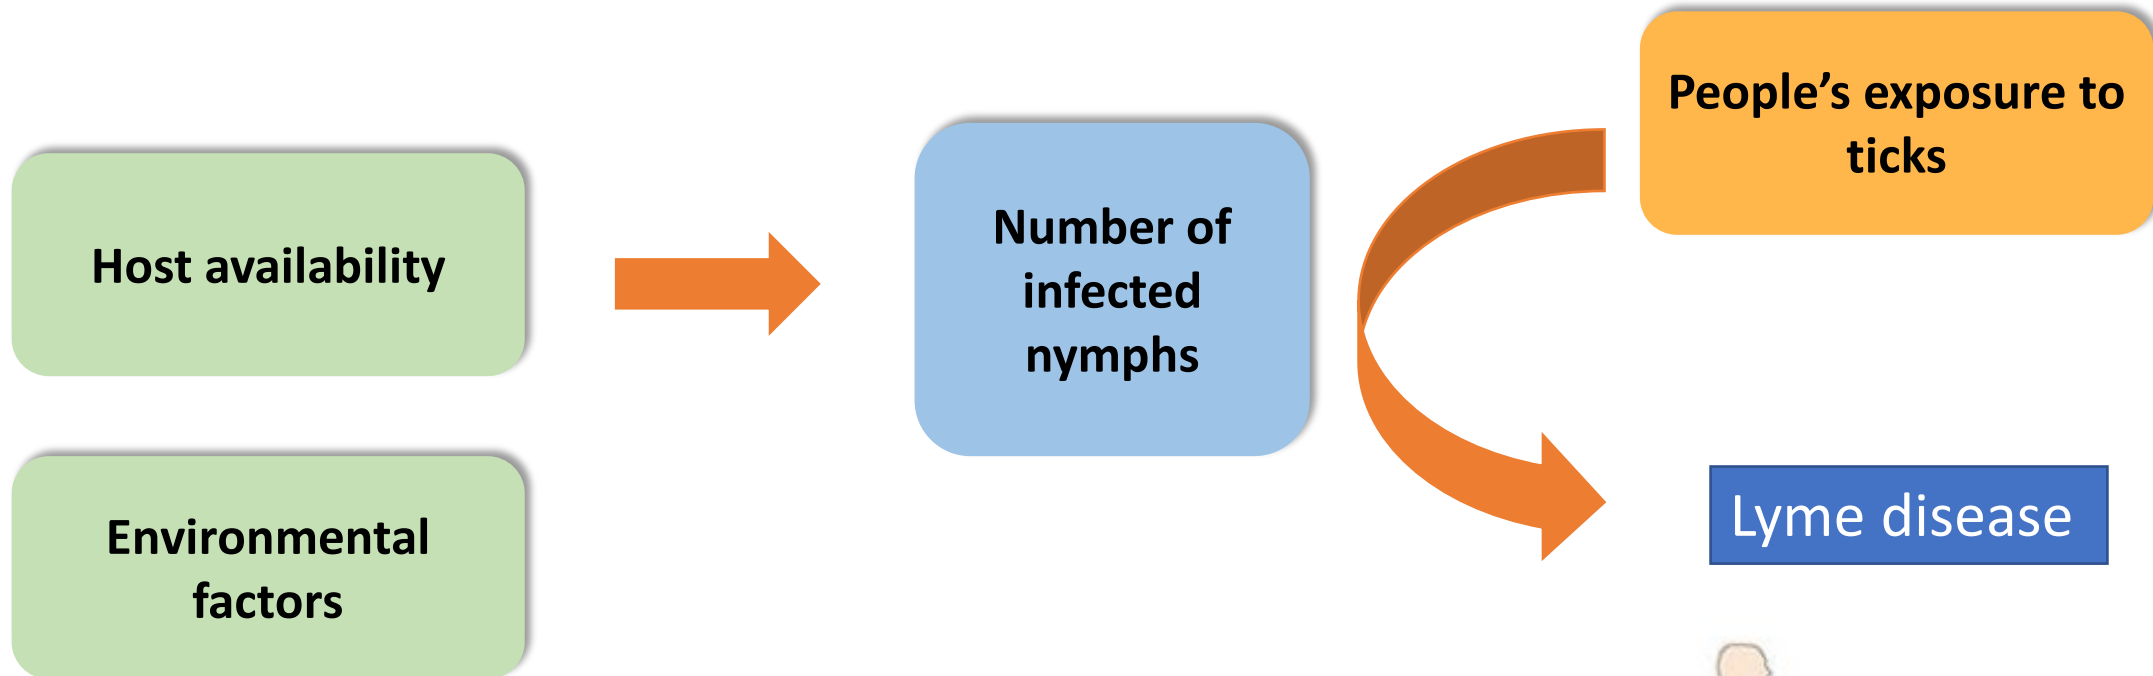 Host availability
Environmental
factors
Number of
infected
nymphs
People’s exposure to
ticks
Lyme disease